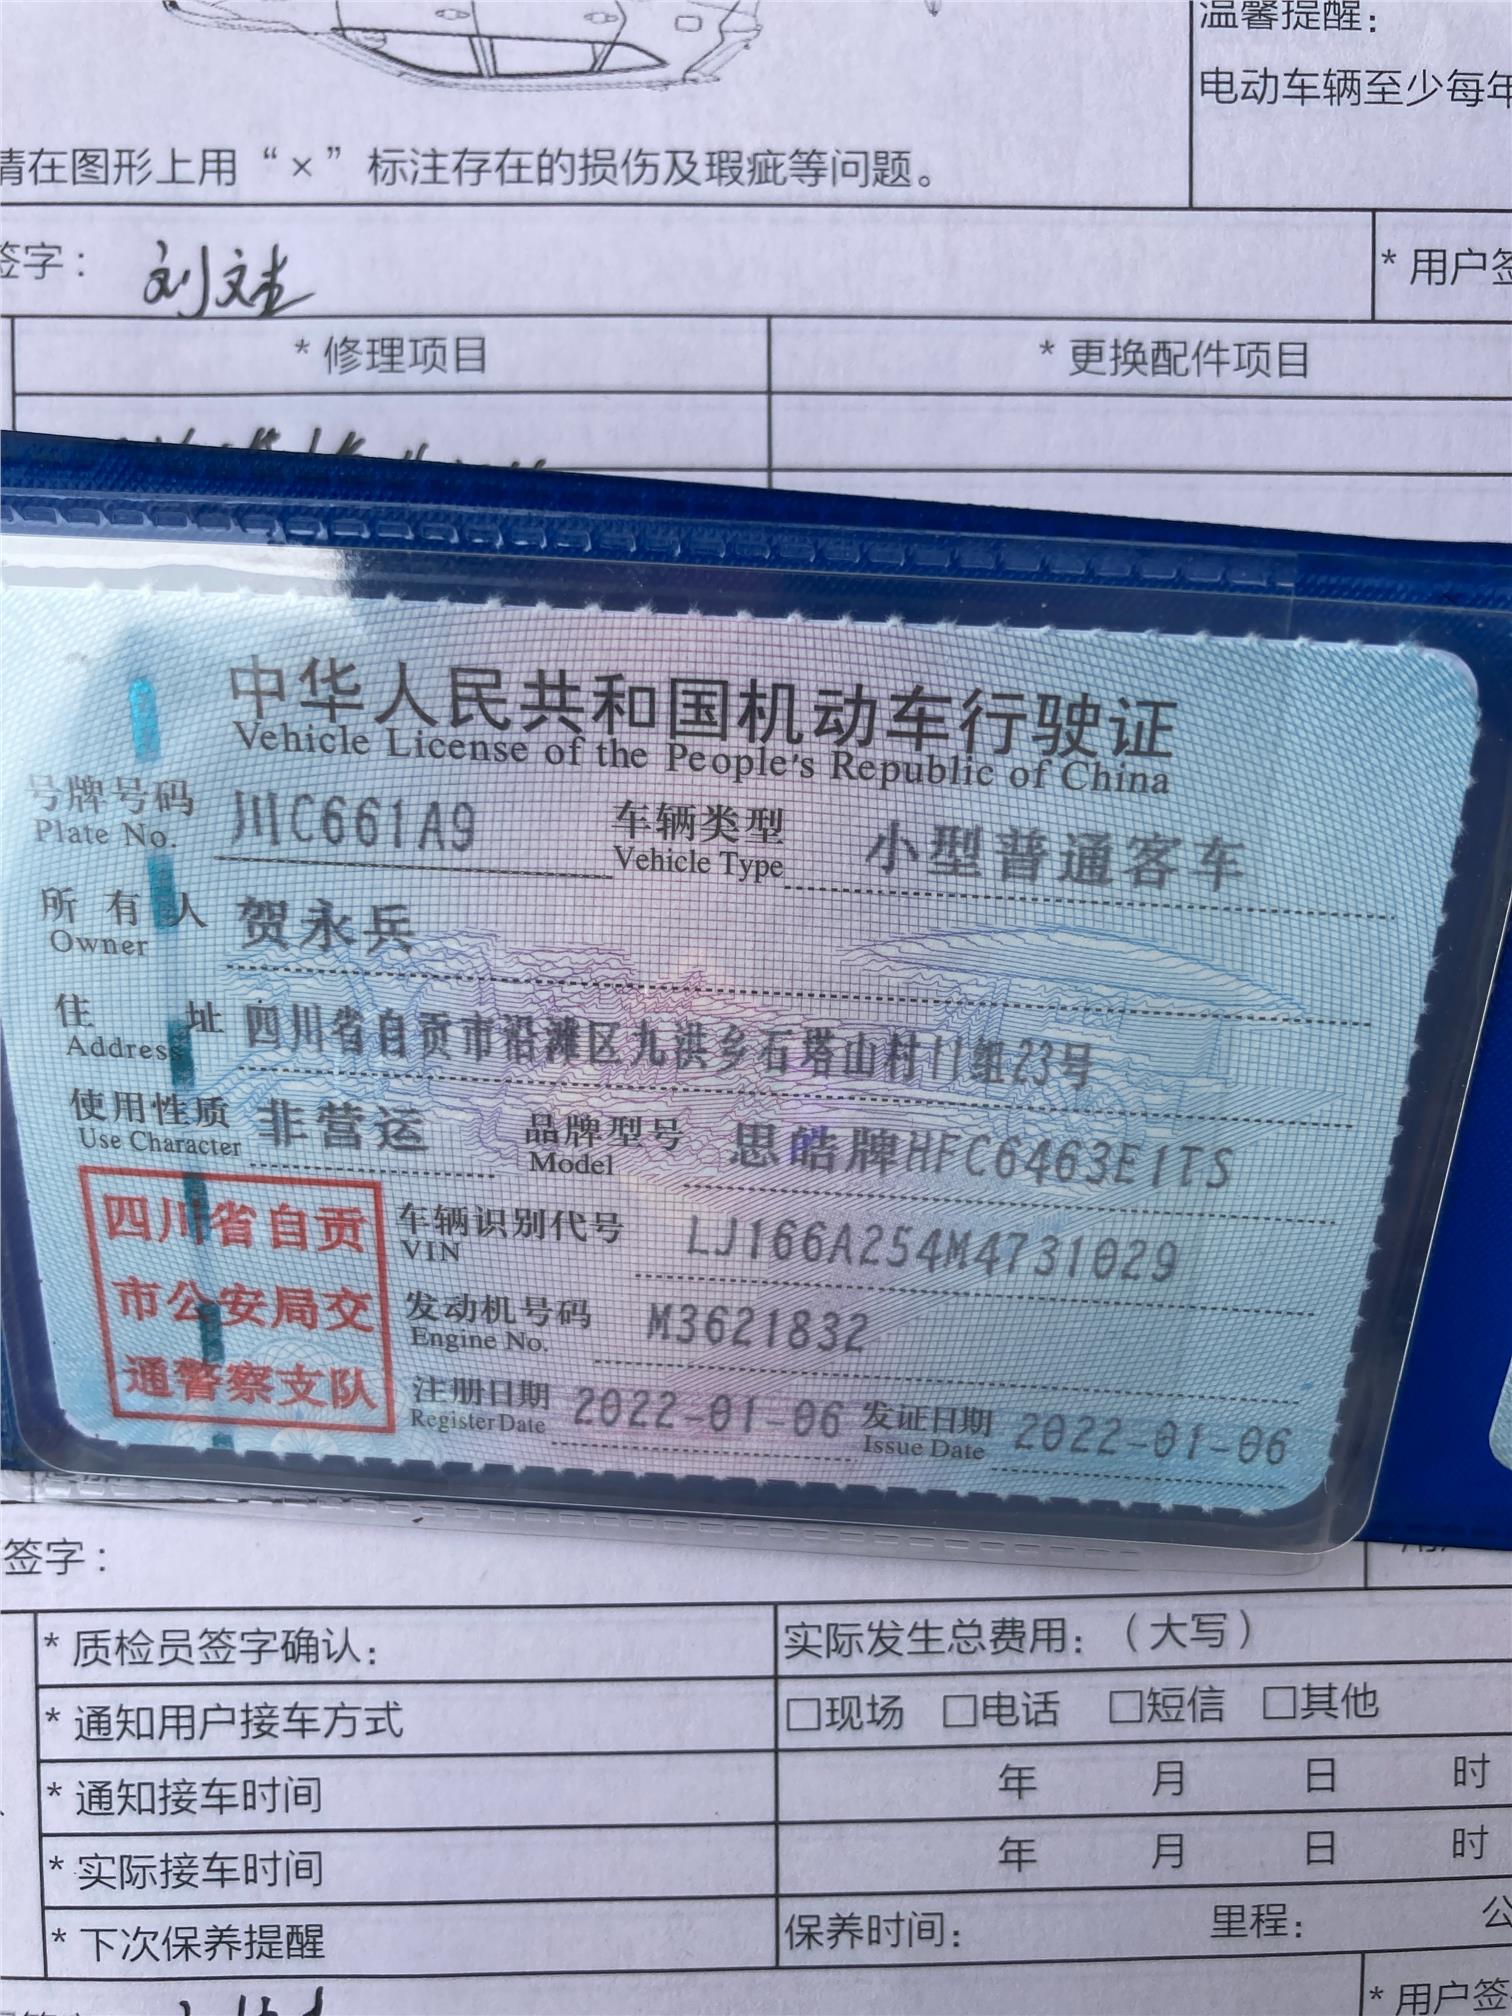 温馨提醒：
电动车辆至少每年
请在图形上用“×”标注存在的损伤及瑕疵等问题。
签字：
* 用户签
* 修理项目
* 更换配件项目
中华人民共和国机动车行驶证
Vehicle License of the People's Republic of China
号牌号码 川C661A9 车辆类型 小型普通客车
Plate No. Vehicle Type
所有人 贺永兵
Owner
住址 四川省自贡市沿滩区九洪乡石塔山村11组23号
Address
使用性质 非营运 品牌型号 思皓牌HFC6463E1TS
Use Character Model
四川省自贡
市公安局交
通警察支队
车辆识别代号 LJ166A254M4731029
VIN
发动机号码 M3621832
Engine No.
注册日期 2022-01-06 发证日期 2022-01-06
Register Date Issue Date
签字：
* 质检员签字确认：
实际发生总费用：（大写）
* 通知用户接车方式
□现场 □电话 □短信 □其他
* 通知接车时间
年 月 日 时
* 实际接车时间
年 月 日 时
* 下次保养提醒
保养时间： 里程： 公
* 用户签